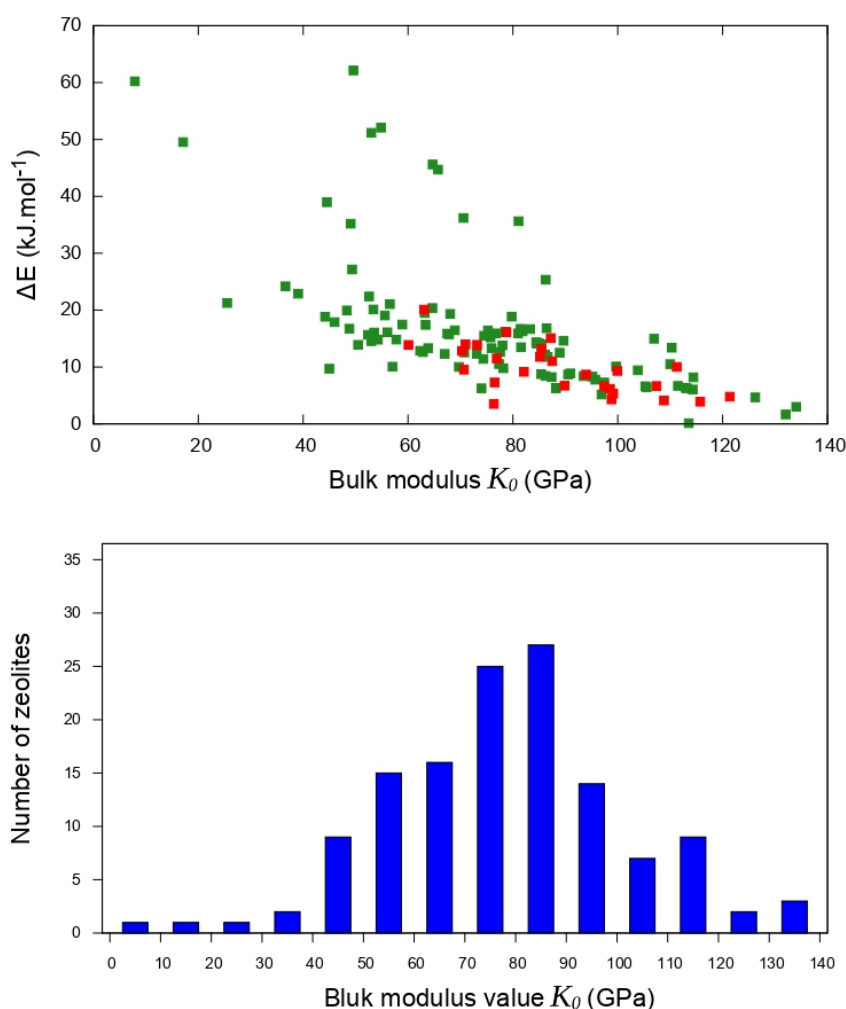 70
60
50
40
30
20
10
0
ΔE (kJ.mol⁻¹)
0 20 40 60 80 100 120 140
Bulk modulus K₀ (GPa)
35
30
25
20
15
10
5
0
Number of zeolites
0 10 20 30 40 50 60 70 80 90 100 110 120 130 140
Bluk modulus value K₀ (GPa)